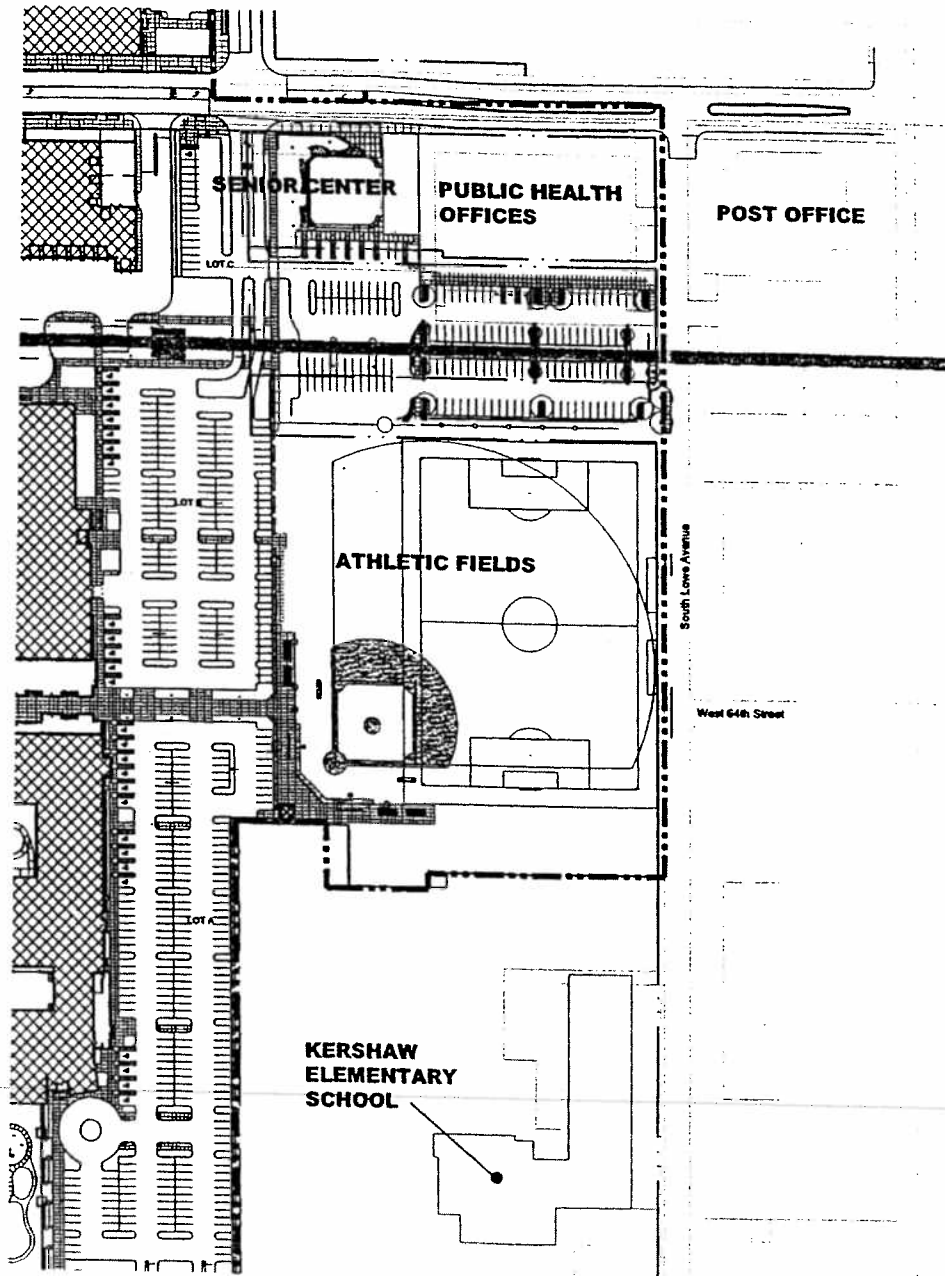 SENIOR CENTER
PUBLIC HEALTH
OFFICES
POST OFFICE
LOT C
LOT B
ATHLETIC FIELDS
South Lowe Avenue
West 64th Street
LOT A
KERSHAW
ELEMENTARY
SCHOOL